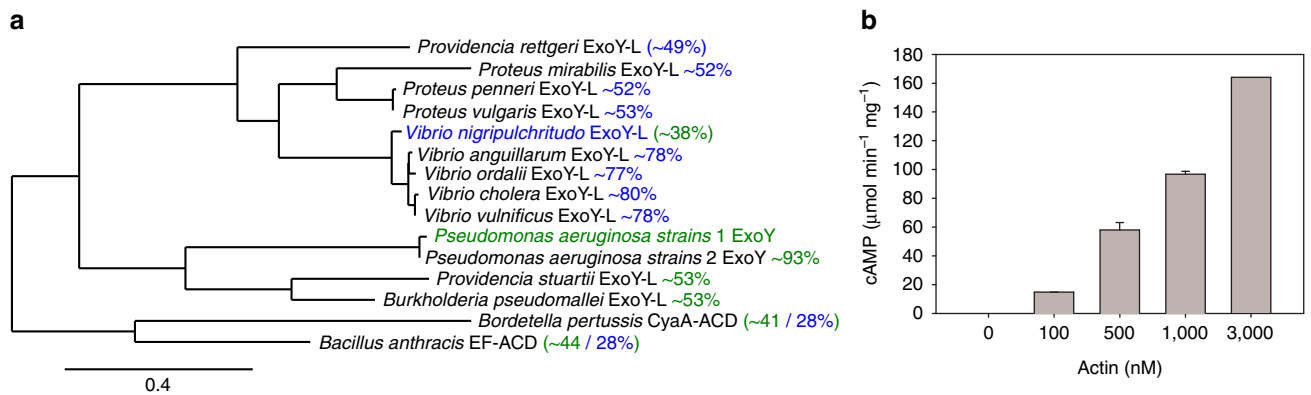 a
Providencia rettgeri ExoY-L (~49%)
Proteus mirabilis ExoY-L ~52%
Proteus penneri ExoY-L ~52%
Proteus vulgaris ExoY-L ~53%
Vibrio nigripulchritudo ExoY-L (~38%)
Vibrio anguillarum ExoY-L ~78%
Vibrio ordalii ExoY-L ~77%
Vibrio cholera ExoY-L ~80%
Vibrio vulnificus ExoY-L ~78%
Pseudomonas aeruginosa strains 1 ExoY
Pseudomonas aeruginosa strains 2 ExoY ~93%
Providencia stuartii ExoY-L ~53%
Burkholderia pseudomallei ExoY-L ~53%
Bordetella pertussis CyaA-ACD (~41 / 28%)
Bacillus anthracis EF-ACD (~44 / 28%)
0.4
b
cAMP (μmol min⁻¹ mg⁻¹)
180
160
140
120
100
80
60
40
20
0
0 100 500 1,000 3,000
Actin (nM)